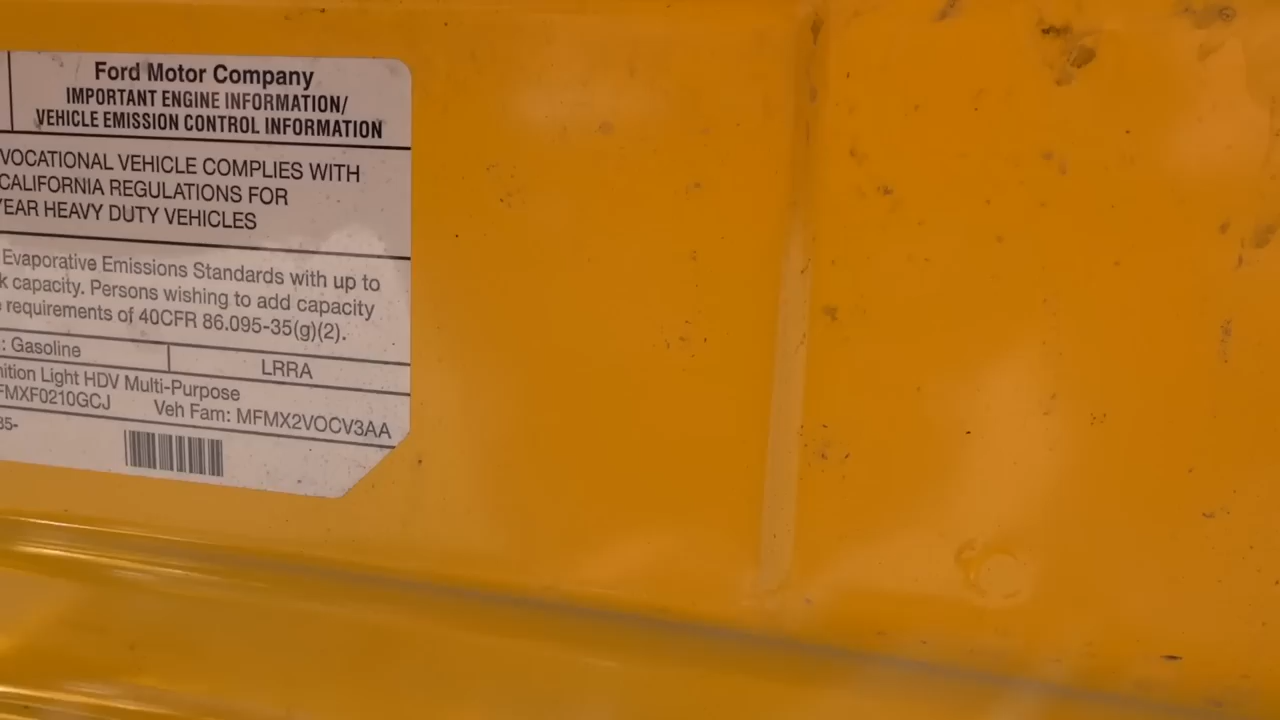 Ford Motor Company
IMPORTANT ENGINE INFORMATION/
VEHICLE EMISSION CONTROL INFORMATION
VOCATIONAL VEHICLE COMPLIES WITH
CALIFORNIA REGULATIONS FOR
YEAR HEAVY DUTY VEHICLES
Evaporative Emissions Standards with up to
capacity. Persons wishing to add capacity
requirements of 40CFR 86.095-35(g)(2).
: Gasoline LRRA
Light HDV Multi-Purpose
FMXF0210GCJ Veh Fam: MFMX2VOCV3AA
35-